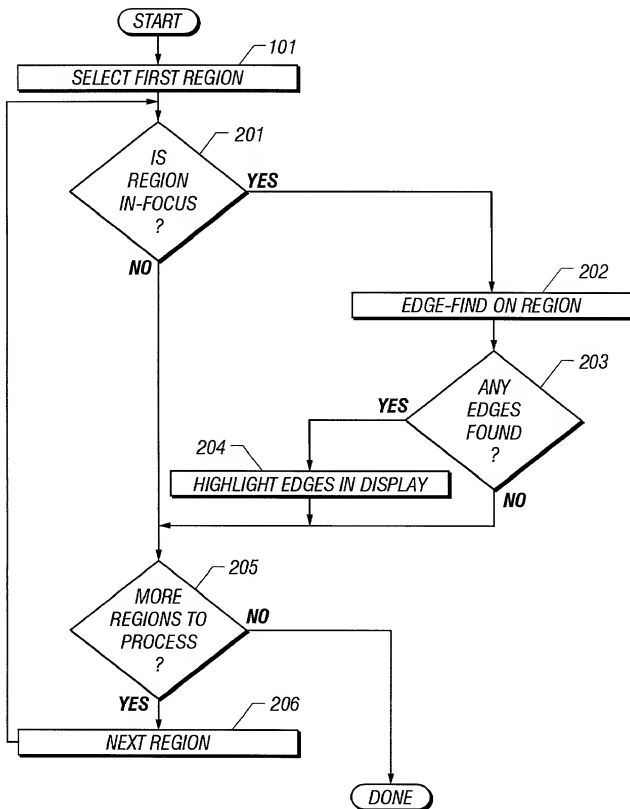 START
101
SELECT FIRST REGION
201
IS
REGION
IN-FOCUS
?
YES
NO
202
EDGE-FIND ON REGION
203
ANY
EDGES
FOUND
?
YES
NO
204
HIGHLIGHT EDGES IN DISPLAY
205
MORE
REGIONS TO
PROCESS
?
NO
YES
206
NEXT REGION
DONE